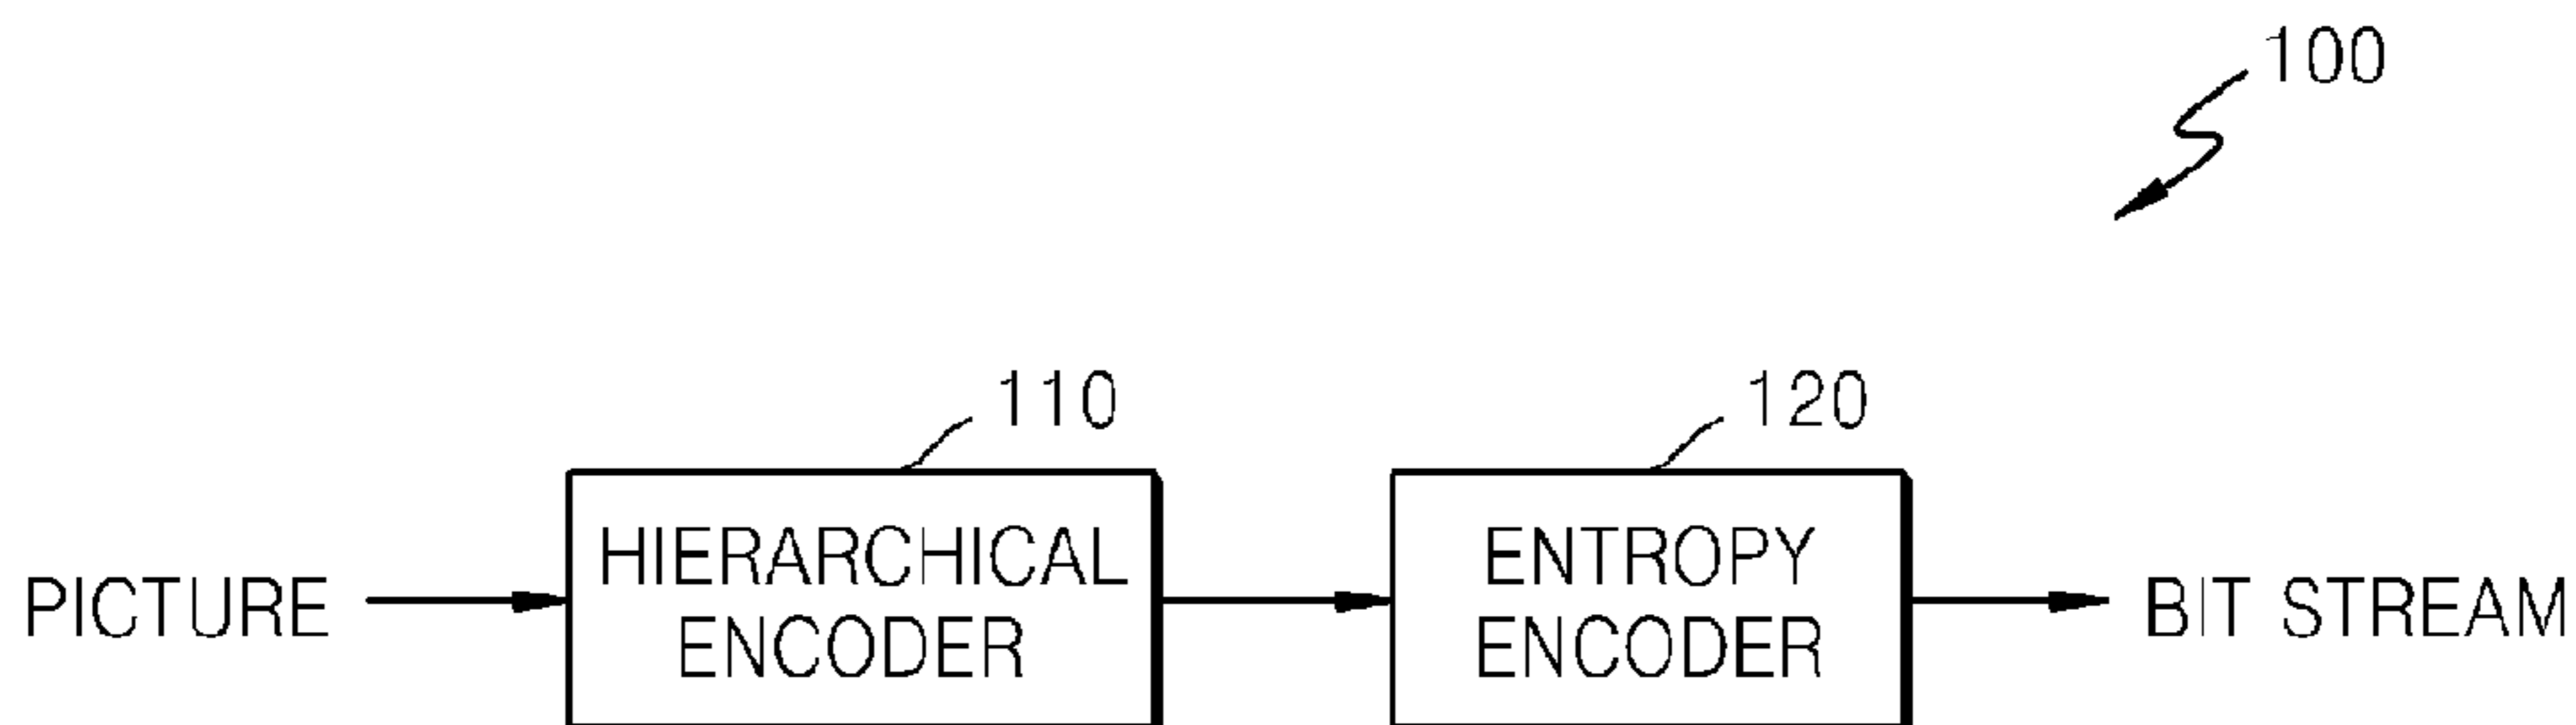 100
110
120
PICTURE
HIERARCHICAL
ENCODER
ENTROPY
ENCODER
BIT STREAM